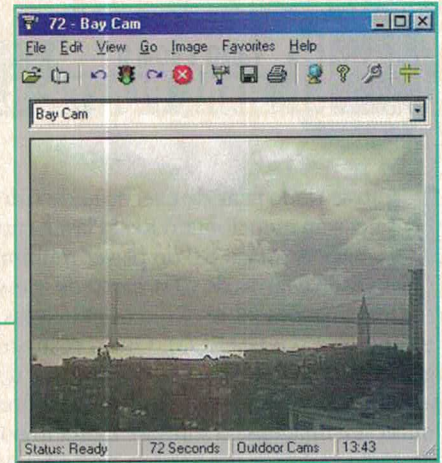 72 - Bay Cam
File Edit View Go Image Favorites Help
Bay Cam
Status: Ready 72 Seconds Outdoor Cams 13:43